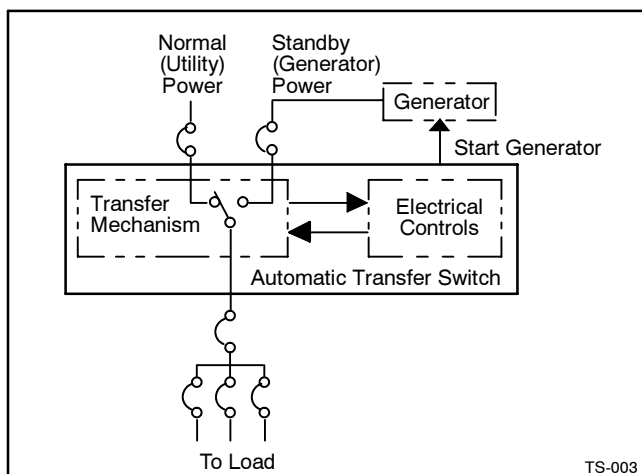 Normal
(Utility)
Power
Standby
(Generator)
Power
Generator
Start Generator
Transfer
Mechanism
Electrical
Controls
Automatic Transfer Switch
To Load
TS-003